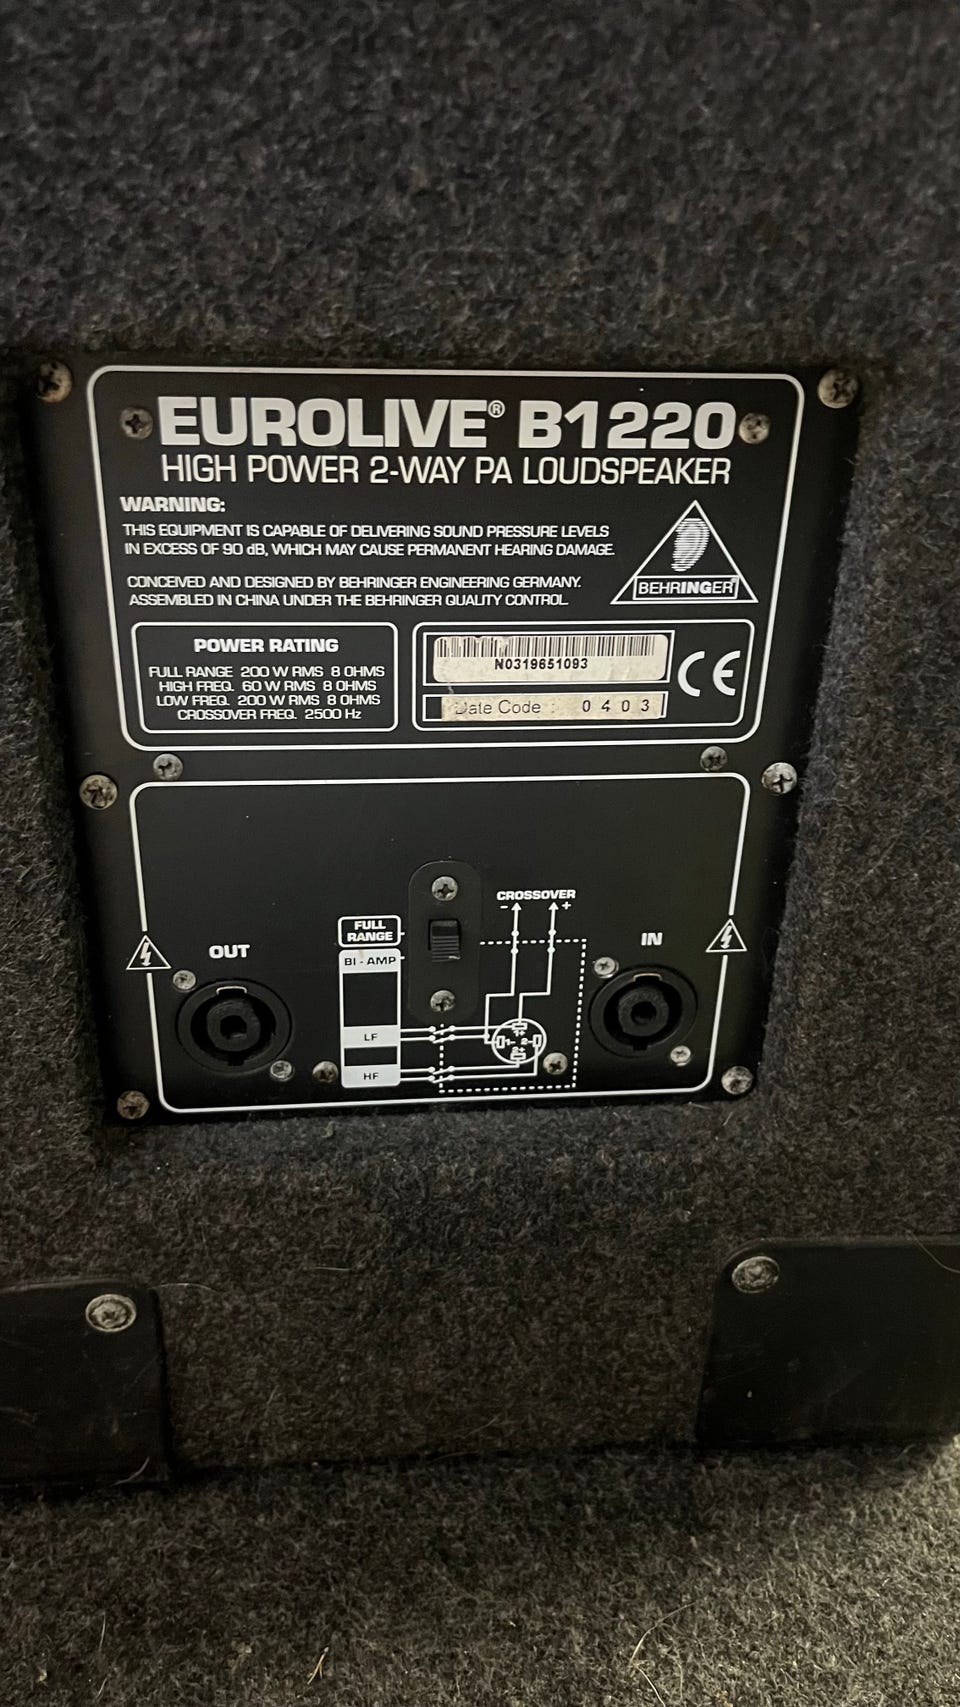 EUROLIVE® B1220
HIGH POWER 2-WAY PA LOUDSPEAKER
WARNING:
THIS EQUIPMENT IS CAPABLE OF DELIVERING SOUND PRESSURE LEVELS
IN EXCESS OF 90 dB, WHICH MAY CAUSE PERMANENT HEARING DAMAGE.
CONCEIVED AND DESIGNED BY BEHRINGER ENGINEERING GERMANY.
ASSEMBLED IN CHINA UNDER THE BEHRINGER QUALITY CONTROL.
BEHRINGER
POWER RATING
FULL RANGE 200 W RMS 8 OHMS
HIGH FREQ. 60 W RMS 8 OHMS
LOW FREQ. 200 W RMS 8 OHMS
CROSSOVER FREQ. 2500 Hz
N0319651093
Date Code : 0403
CE
CROSSOVER
- +
FULL
RANGE
BI - AMP
OUT
IN
LF
HF
1+
1- 2-
2+